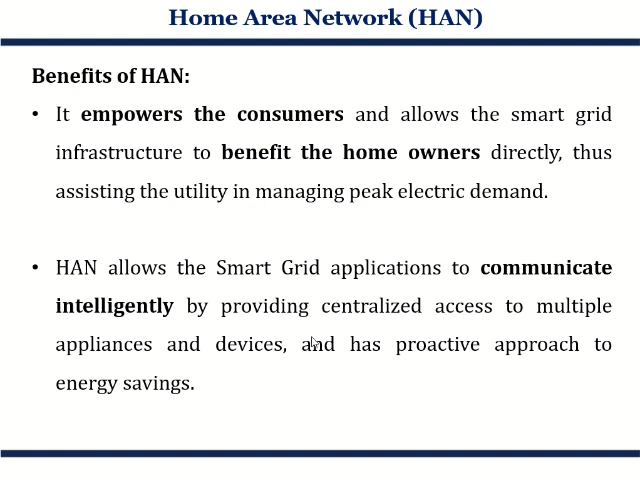 Home Area Network (HAN)
Benefits of HAN:
• It empowers the consumers and allows the smart grid
infrastructure to benefit the home owners directly, thus
assisting the utility in managing peak electric demand.
• HAN allows the Smart Grid applications to communicate
intelligently by providing centralized access to multiple
appliances and devices, and has proactive approach to
energy savings.